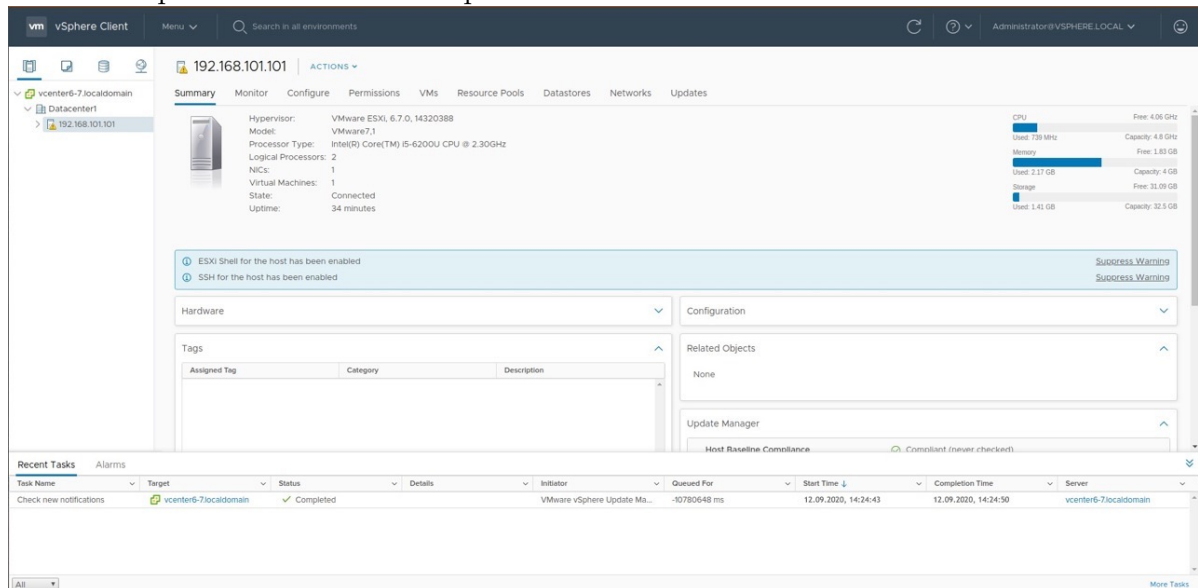 vm vSphere Client Menu Search in all environments Administrator@VSPHERE.LOCAL
192.168.101.101 ACTIONS
vcenter6-7.localdomain
Datacenter1
192.168.101.101
Summary Monitor Configure Permissions VMs Resource Pools Datastores Networks Updates
Hypervisor: VMware ESXi, 6.7.0, 14320388
Model: VMware7,1
Processor Type: Intel(R) Core(TM) i5-6200U CPU @ 2.30GHz
Logical Processors: 2
NICs: 1
Virtual Machines: 1
State: Connected
Uptime: 34 minutes
CPU Free: 4.06 GHz
Used: 739 MHz Capacity: 4.8 GHz
Memory Free: 1.83 GB
Used: 2.17 GB Capacity: 4 GB
Storage Free: 31.09 GB
Used: 1.41 GB Capacity: 32.5 GB
ESXi Shell for the host has been enabled Suppress Warning
SSH for the host has been enabled Suppress Warning
Hardware
Configuration
Tags
Assigned Tag Category Description
Related Objects
None
Update Manager
Host Baseline Compliance Compliant (never checked)
Recent Tasks Alarms
Task Name Target Status Details Initiator Queued For Start Time ↓ Completion Time Server
Check new notifications vcenter6-7.localdomain Completed VMware vSphere Update Ma... -10780648 ms 12.09.2020, 14:24:43 12.09.2020, 14:24:50 vcenter6-7.localdomain
All More Tasks